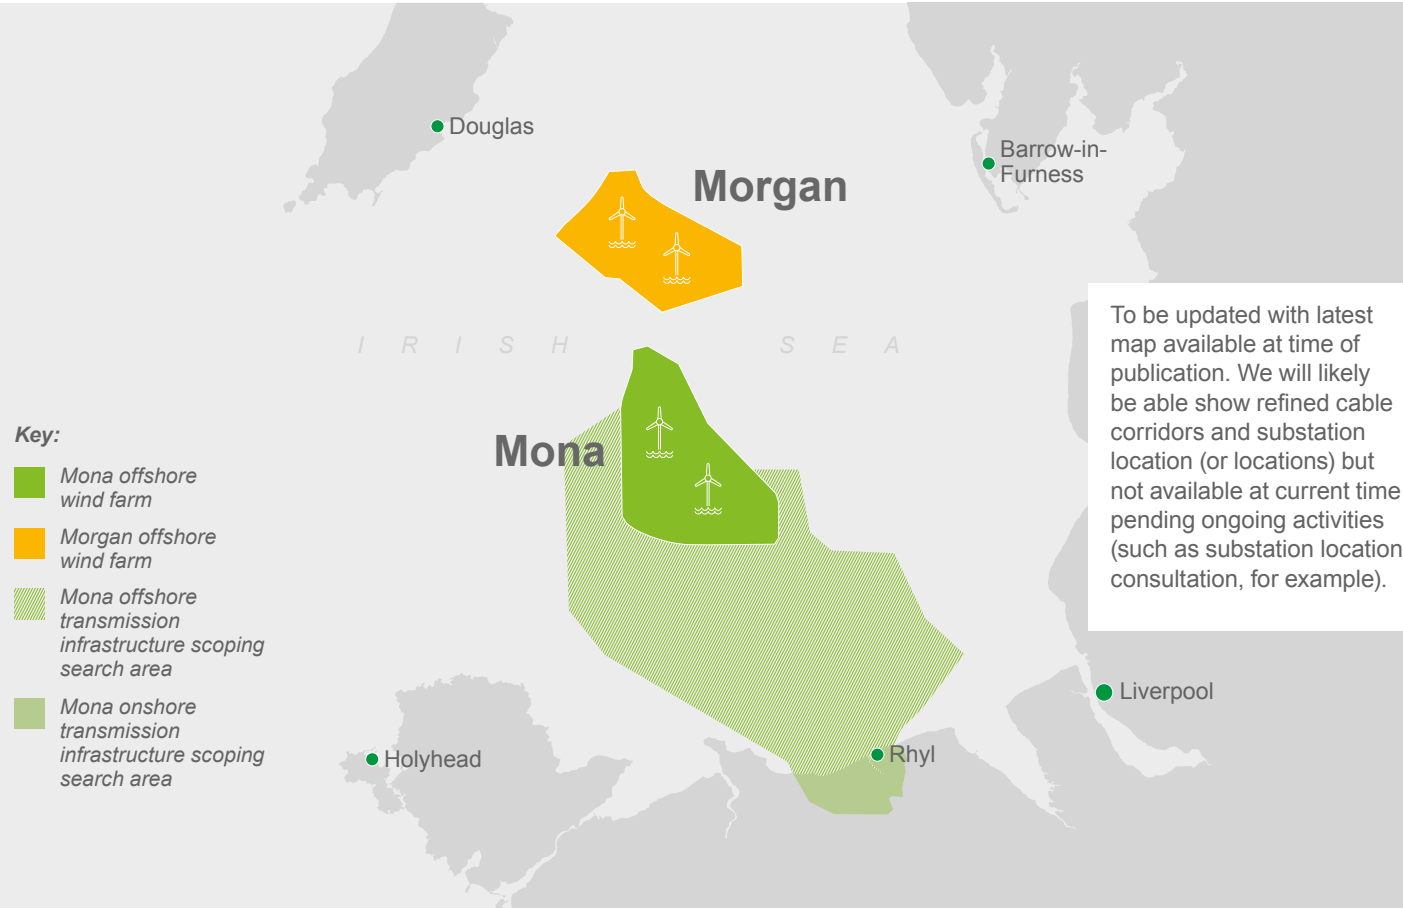 Douglas
Barrow-in-
Furness
Morgan
IRISH SEA
To be updated with latest
map available at time of
publication. We will likely
be able show refined cable
corridors and substation
location (or locations) but
not available at current time
pending ongoing activities
(such as substation location
consultation, for example).
Mona
Key:
Mona offshore
wind farm
Morgan offshore
wind farm
Mona offshore
transmission
infrastructure scoping
search area
Mona onshore
transmission
infrastructure scoping
search area
Liverpool
Holyhead
Rhyl